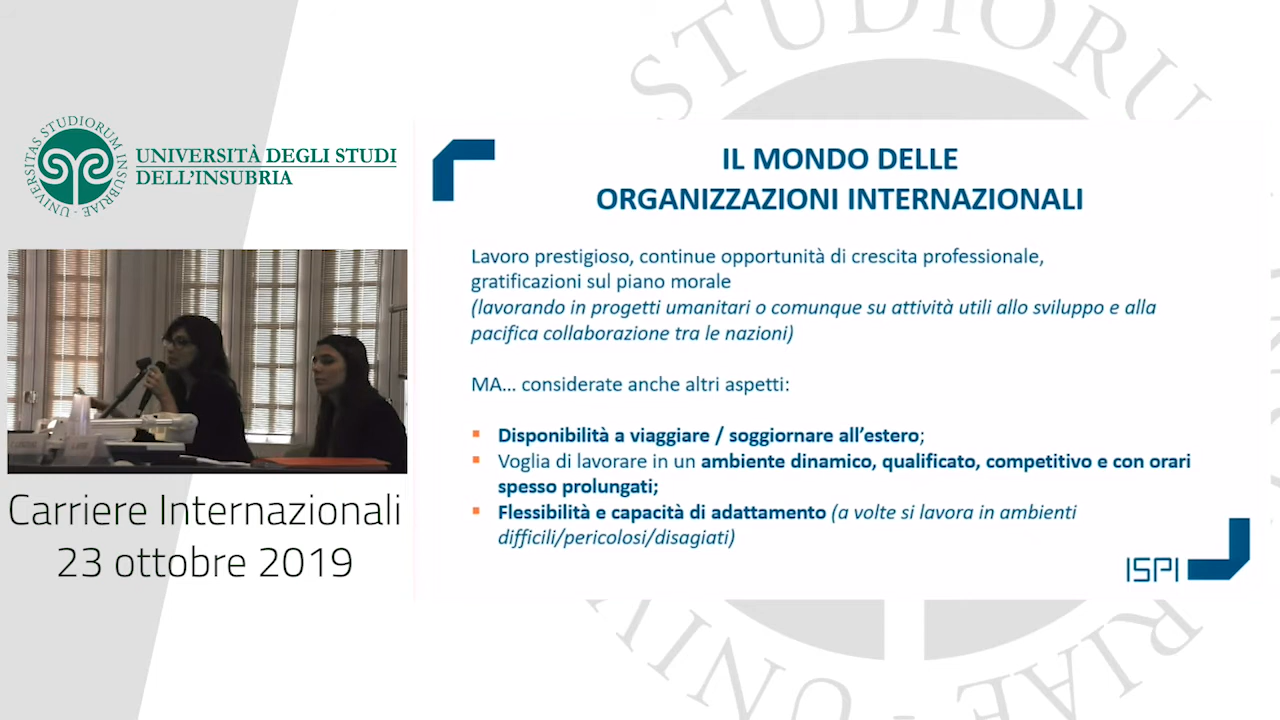 UNIVERSITAS STUDIORUM INSUBRIAE
UNIVERSITÀ DEGLI STUDI
DELL'INSUBRIA
Carriere Internazionali
23 ottobre 2019
IL MONDO DELLE
ORGANIZZAZIONI INTERNAZIONALI
Lavoro prestigioso, continue opportunità di crescita professionale,
gratificazioni sul piano morale
(lavorando in progetti umanitari o comunque su attività utili allo sviluppo e alla
pacifica collaborazione tra le nazioni)
MA... considerate anche altri aspetti:
Disponibilità a viaggiare / soggiornare all'estero;
Voglia di lavorare in un ambiente dinamico, qualificato, competitivo e con orari
spesso prolungati;
Flessibilità e capacità di adattamento (a volte si lavora in ambienti
difficili/pericolosi/disagiati)
ISPI